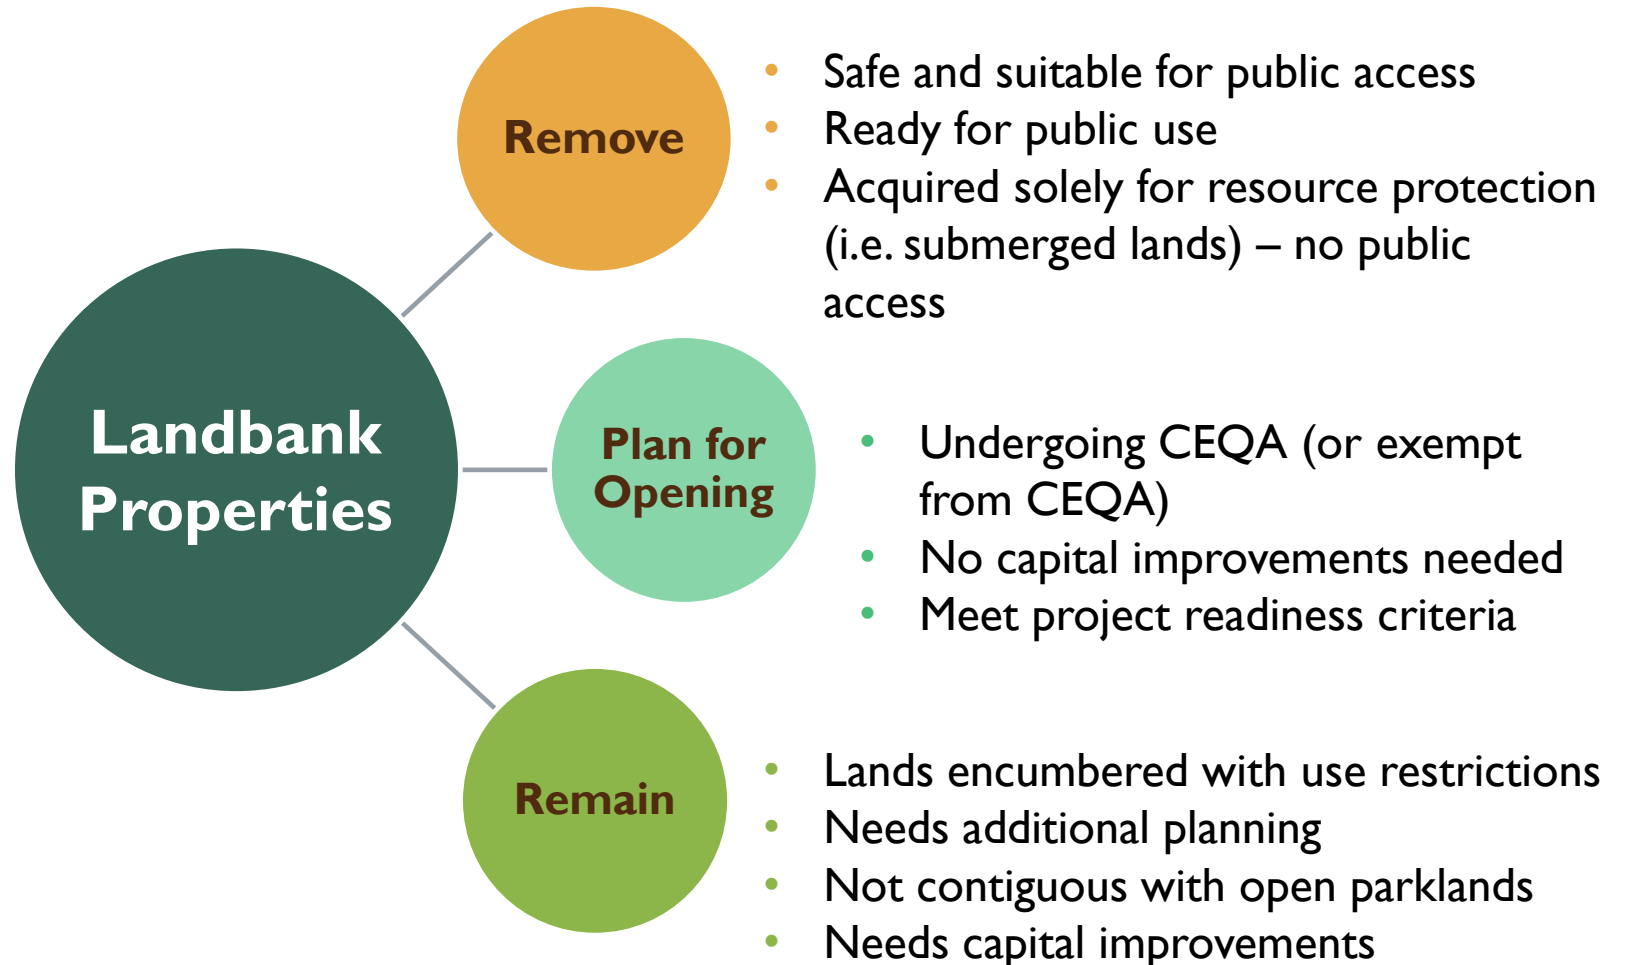 Landbank
Properties
Remove
• Safe and suitable for public access
• Ready for public use
• Acquired solely for resource protection
(i.e. submerged lands) – no public
access
Plan for
Opening
• Undergoing CEQA (or exempt
from CEQA)
• No capital improvements needed
• Meet project readiness criteria
Remain
• Lands encumbered with use restrictions
• Needs additional planning
• Not contiguous with open parklands
• Needs capital improvements